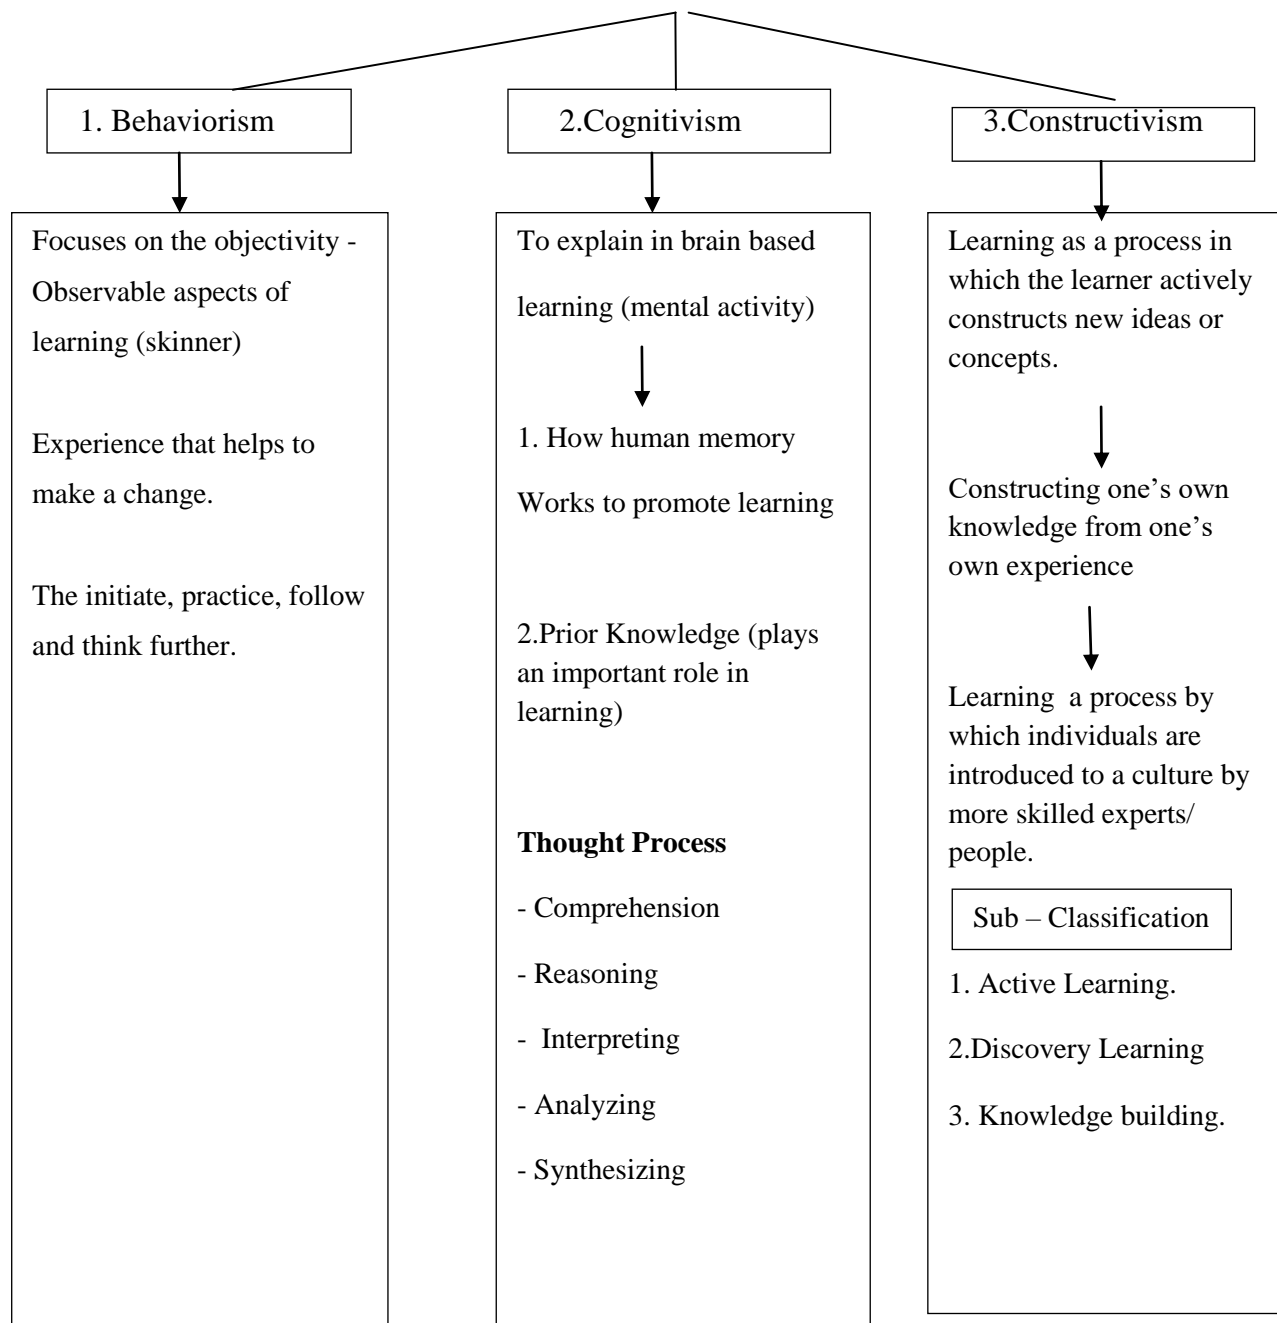 1. Behaviorism
2.Cognitivism
3.Constructivism
Focuses on the objectivity -
Observable aspects of
learning (skinner)
Experience that helps to
make a change.
The initiate, practice, follow
and think further.
To explain in brain based
learning (mental activity)
1. How human memory
Works to promote learning
2.Prior Knowledge (plays
an important role in
learning)
Thought Process
- Comprehension
- Reasoning
- Interpreting
- Analyzing
- Synthesizing
Learning as a process in
which the learner actively
constructs new ideas or
concepts.
Constructing one’s own
knowledge from one’s
own experience
Learning a process by
which individuals are
introduced to a culture by
more skilled experts/
people.
Sub – Classification
1. Active Learning.
2.Discovery Learning
3. Knowledge building.